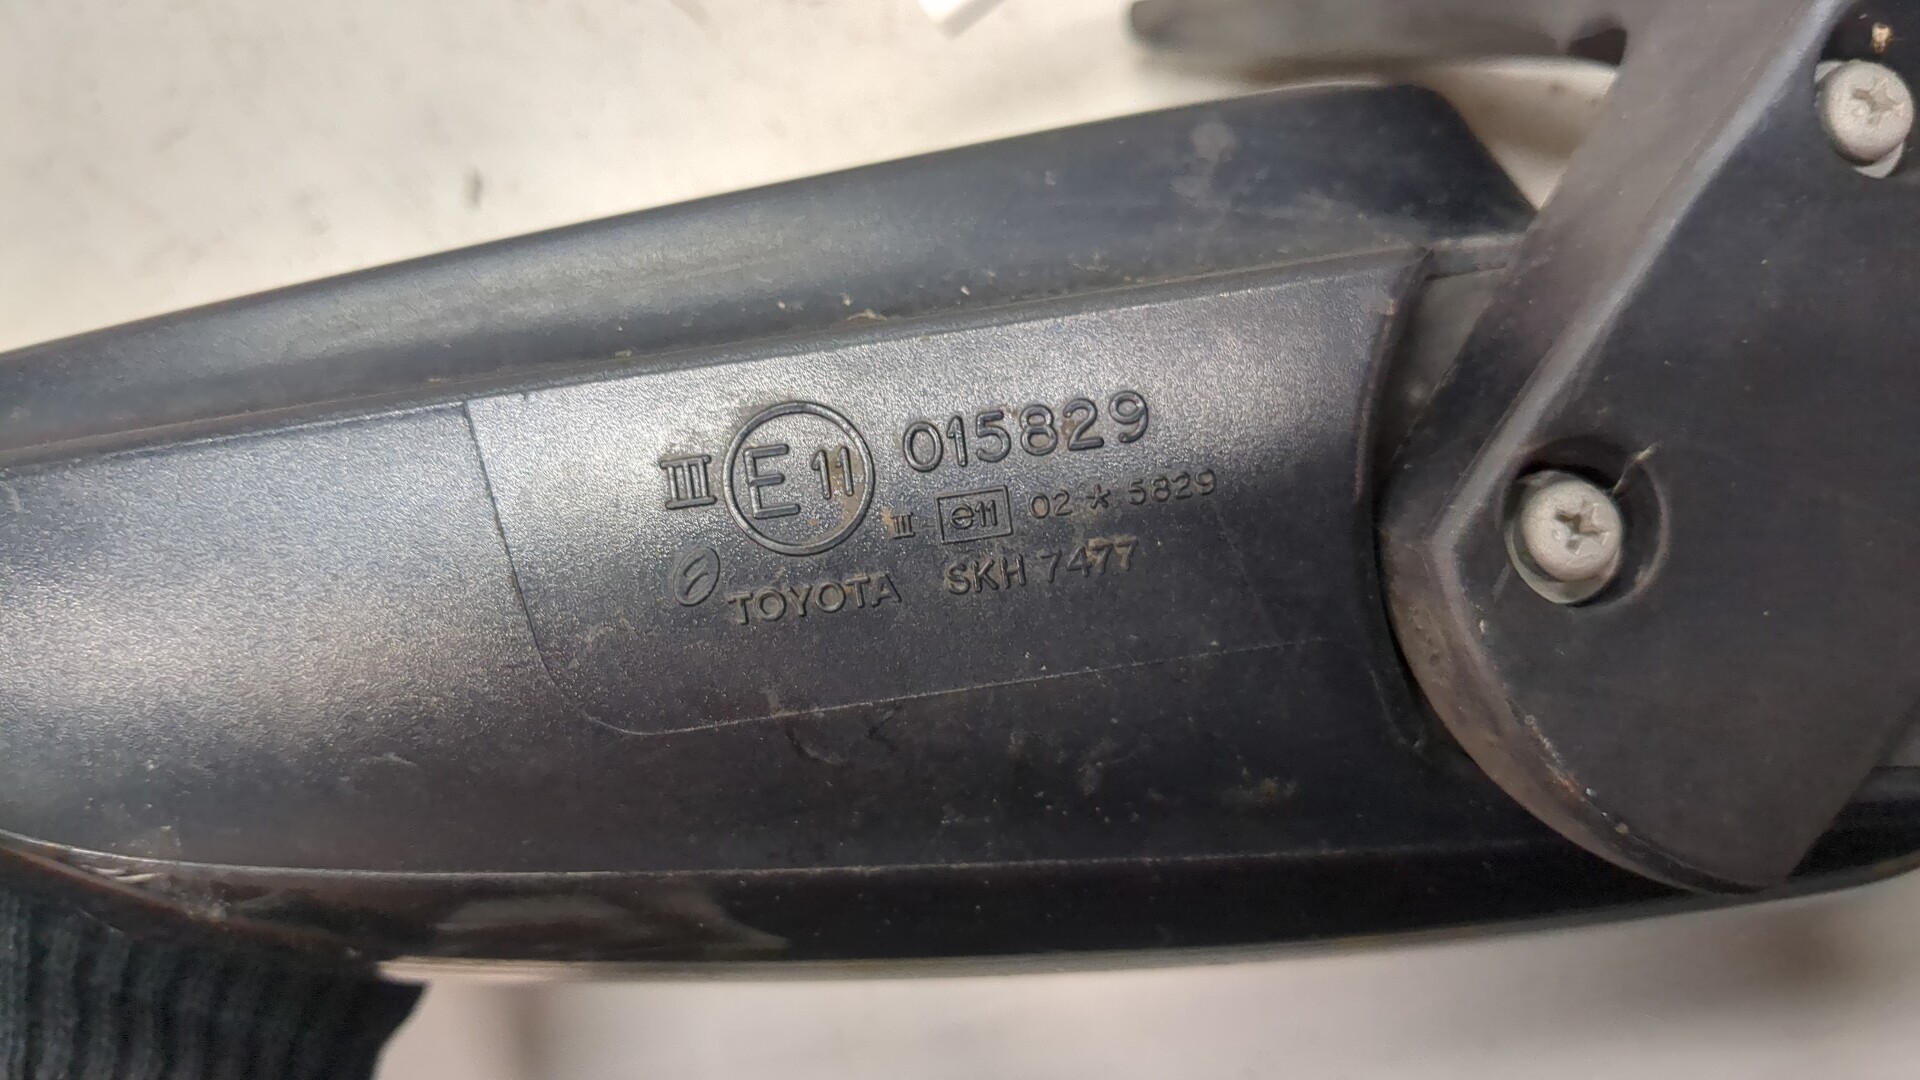 III E11 015829
III e11 02 * 5829
TOYOTA SKH 7477